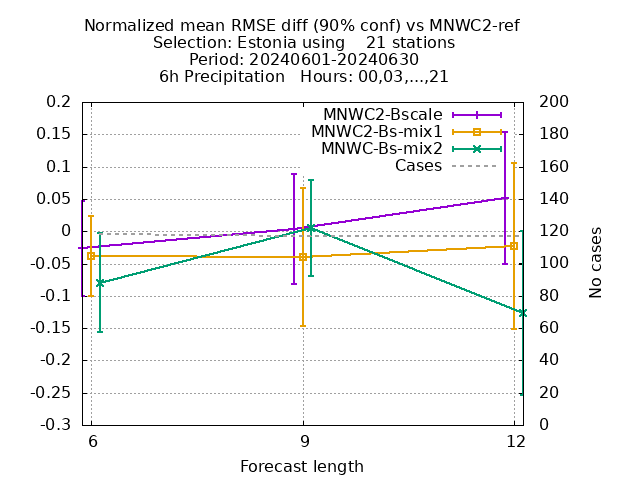 Normalized mean RMSE diff (90% conf) vs MNWC2-ref
Selection: Estonia using    21 stations
Period: 20240601-20240630
6h Precipitation   Hours: 00,03,...,21
MNWC2-Bscale
MNWC2-Bs-mix1
MNWC-Bs-mix2
Cases
0.2
0.15
0.1
0.05
0
-0.05
-0.1
-0.15
-0.2
-0.25
-0.3
200
180
160
140
120
100
80
60
40
20
0
No cases
6
9
12
Forecast length